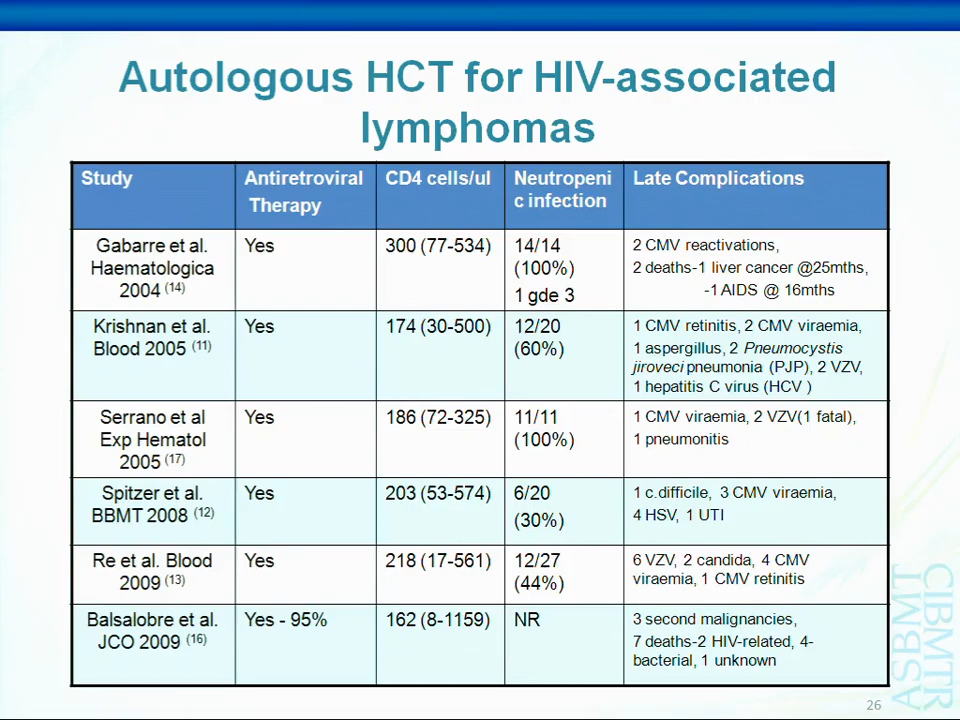 Autologous HCT for HIV-associated
lymphomas
Study
Antiretroviral
Therapy
CD4 cells/ul
Neutropeni
c infection
Late Complications
Gabarre et al.
Haematologica
2004 (14)
Yes
300 (77-534)
14/14
(100%)
1 gde 3
2 CMV reactivations,
2 deaths-1 liver cancer @25mths,
-1 AIDS @ 16mths
Krishnan et al.
Blood 2005 (11)
Yes
174 (30-500)
12/20
(60%)
1 CMV retinitis, 2 CMV viraemia,
1 aspergillus, 2 Pneumocystis
jiroveci pneumonia (PJP), 2 VZV,
1 hepatitis C virus (HCV )
Serrano et al
Exp Hematol
2005 (17)
Yes
186 (72-325)
11/11
(100%)
1 CMV viraemia, 2 VZV(1 fatal),
1 pneumonitis
Spitzer et al.
BBMT 2008 (12)
Yes
203 (53-574)
6/20
(30%)
1 c.difficile, 3 CMV viraemia,
4 HSV, 1 UTI
Re et al. Blood
2009 (13)
Yes
218 (17-561)
12/27
(44%)
6 VZV, 2 candida, 4 CMV
viraemia, 1 CMV retinitis
Balsalobre et al.
JCO 2009 (16)
Yes - 95%
162 (8-1159)
NR
3 second malignancies,
7 deaths-2 HIV-related, 4-
bacterial, 1 unknown
ASBMT
CIBMTR
26